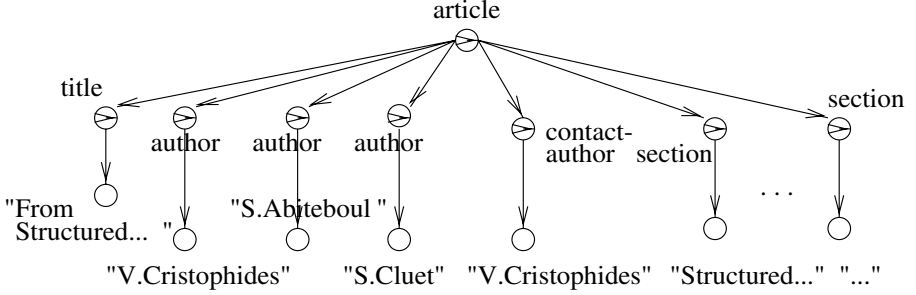 article
title
section
author
author
author
contact-
author
section
"From
Structured... "
"S.Abiteboul "
. . .
"V.Cristophides"
"S.Cluet"
"V.Cristophides"
"Structured..."
"..."